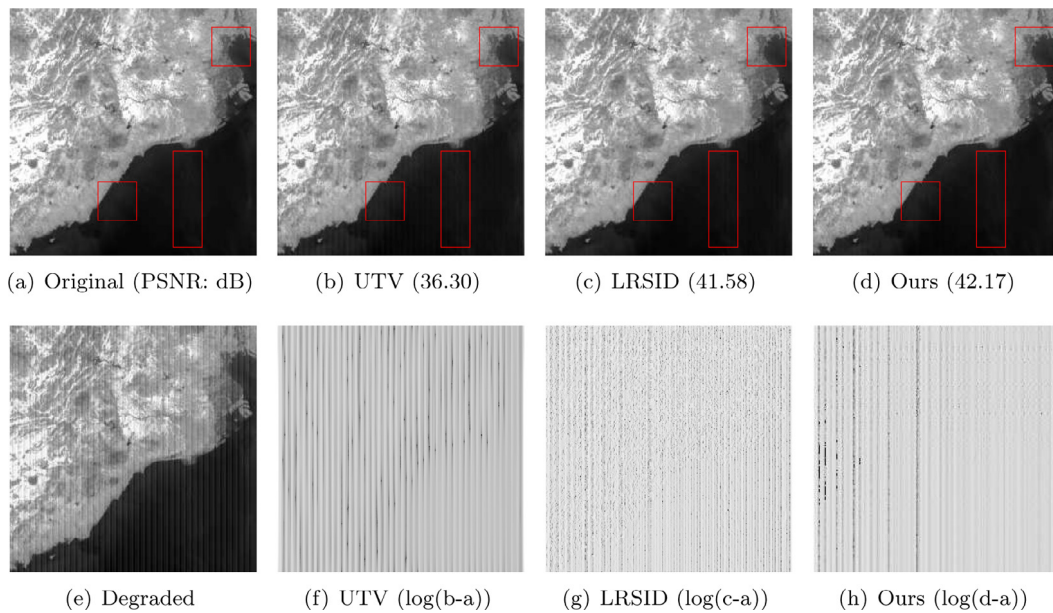 (a) Original (PSNR: dB)
(b) UTV (36.30)
(c) LRSID (41.58)
(d) Ours (42.17)
(e) Degraded
(f) UTV (log(b-a))
(g) LRSID (log(c-a))
(h) Ours (log(d-a))